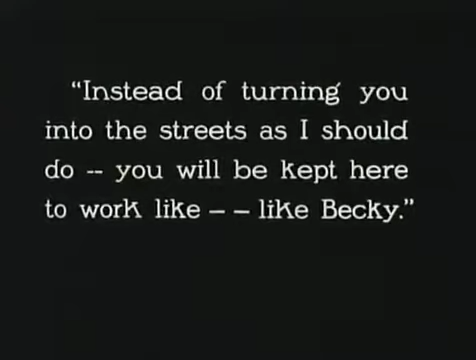 “Instead of turning you
into the streets as I should
do -- you will be kept here
to work like – – like Becky.”